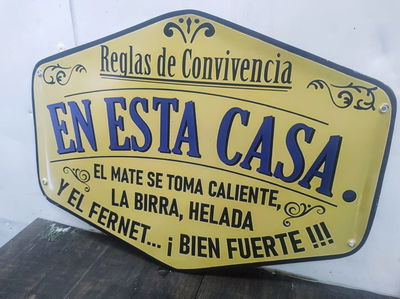 Reglas de Convivencia
EN ESTA CASA.
EL MATE SE TOMA CALIENTE,
LA BIRRA, HELADA
Y EL FERNET... ¡ BIEN FUERTE !!!